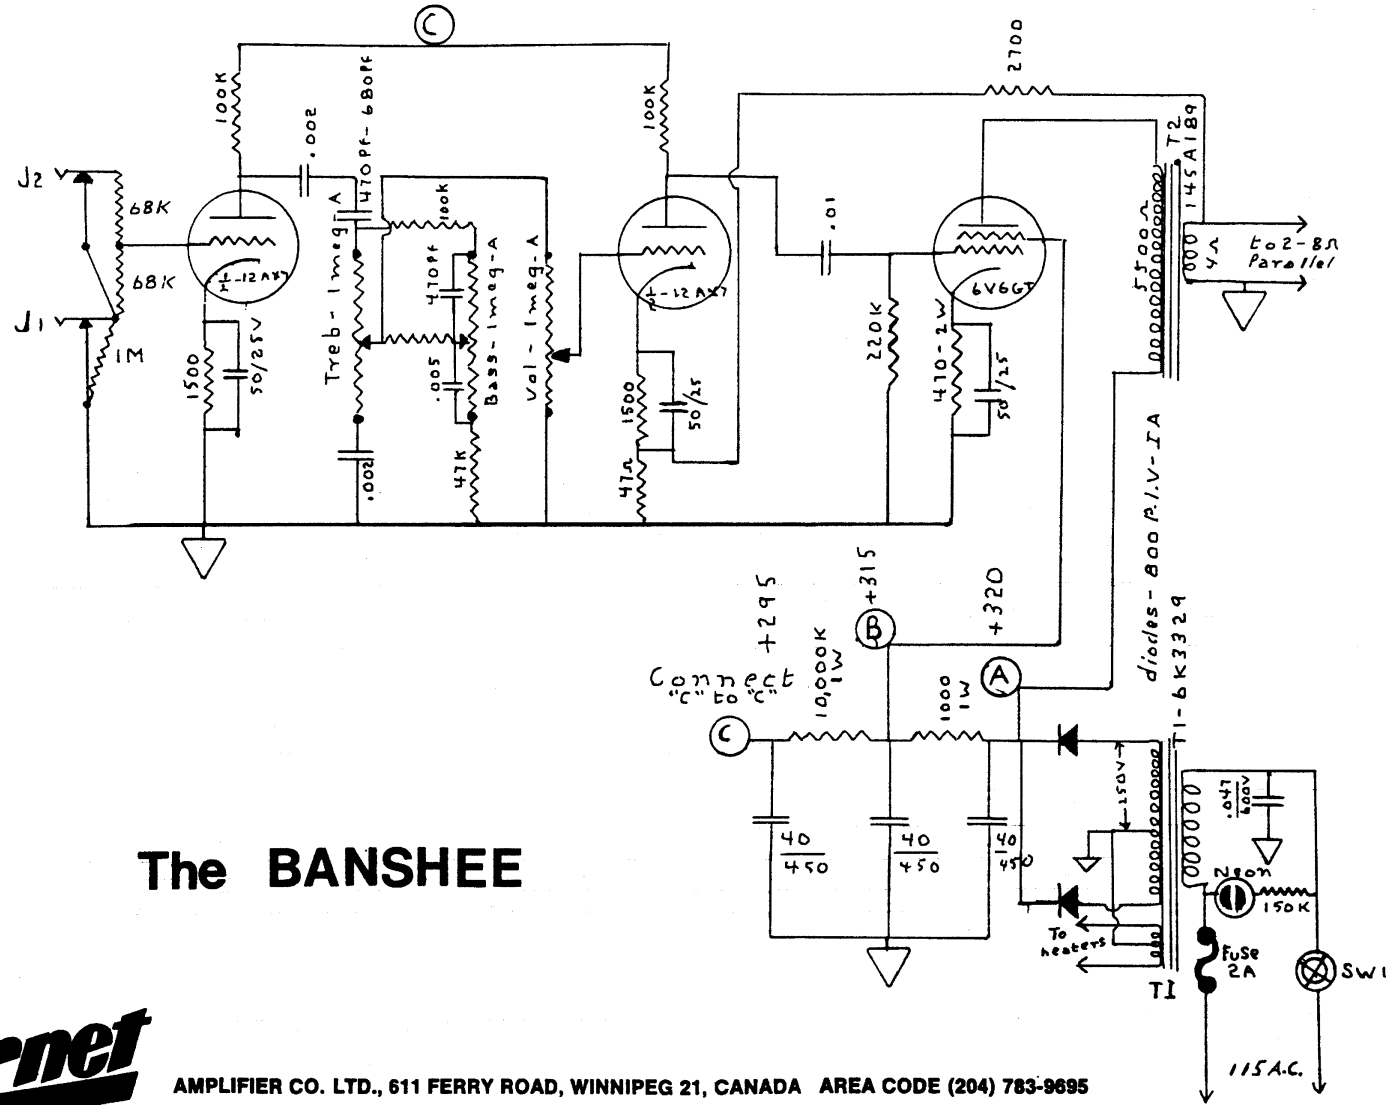 C
2700
100K
.002
470PF-680PF
100K
T2
145A189
J2
68K
100K
.01
5500Ω
4Ω
to 2-8Ω
Parallel
68K
½-12AX7
Treb-1meg-A
470PF
Bass-1meg-A
Vol-1meg-A
½-12AX7
6V6GT
J1
1M
1500
50/25V
.005
1500
50/25
220K
470-2W
50/25
.002
47K
47Ω
diodes-800 P.I.V-1A
T1-6K3329
+295
+315
+320
B
A
Connect
"C" to "C"
10,000K
1W
1000
1W
C
250V
.047
600V
40
450
40
450
40
450
Neon
150K
To
heaters
Fuse
2A
SW1
T1
115 A.C.
The BANSHEE
rnet
AMPLIFIER CO. LTD., 611 FERRY ROAD, WINNIPEG 21, CANADA AREA CODE (204) 783-9695